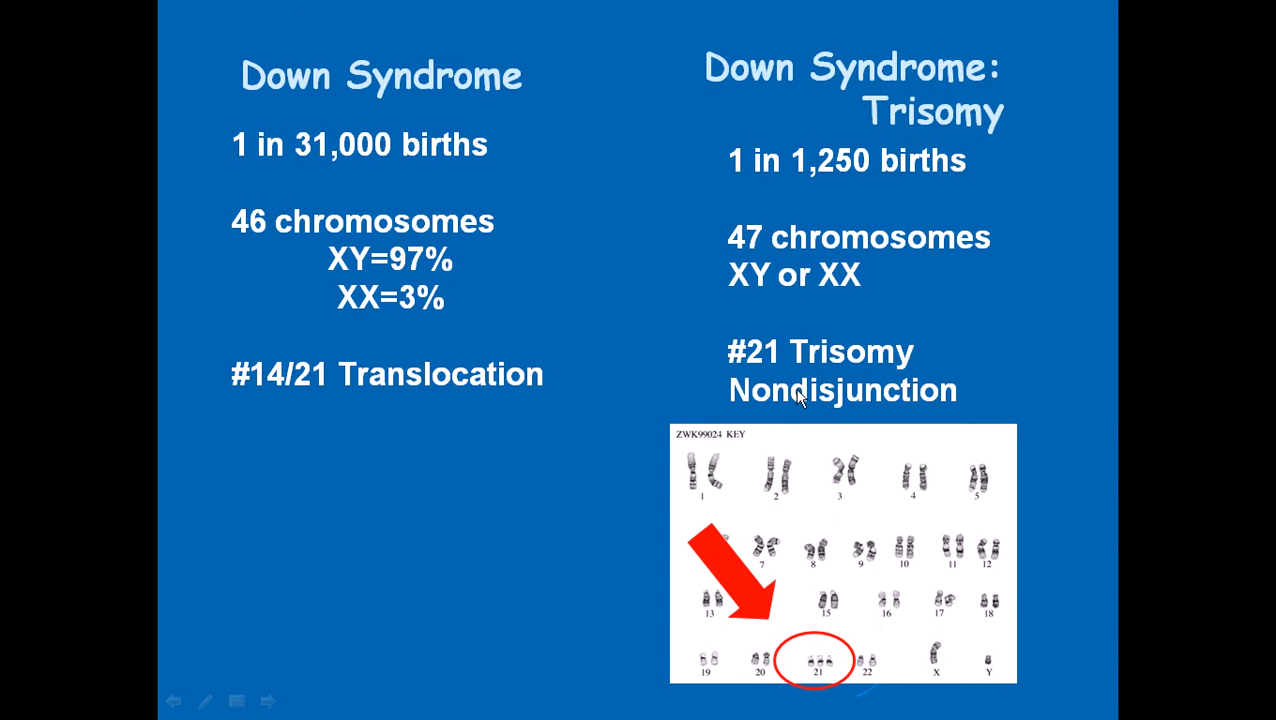 Down Syndrome
1 in 31,000 births
46 chromosomes
XY=97%
XX=3%
#14/21 Translocation
Down Syndrome:
Trisomy
1 in 1,250 births
47 chromosomes
XY or XX
#21 Trisomy
Nondisjunction
ZWK99024 KEY
1 2 3 4 5
7 8 9 10 11 12
13 15 16 17 18
19 20 21 22 X Y